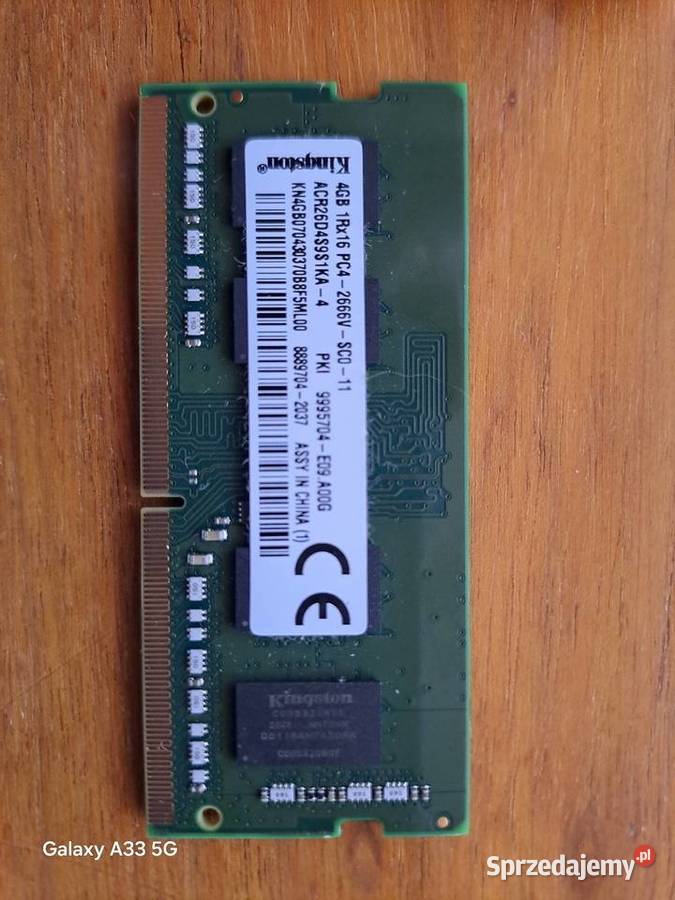 Kingston®
4GB 1Rx16 PC4-2666V-SC0-11
ACR26D4S9S1KA-4 PKI 9995704-E09.A00G
KN4GB070430370B8F5ML00 8889704-2037 ASSY IN CHINA (1)
CE
Kingston
Galaxy A33 5G
Sprzedajemy.pl